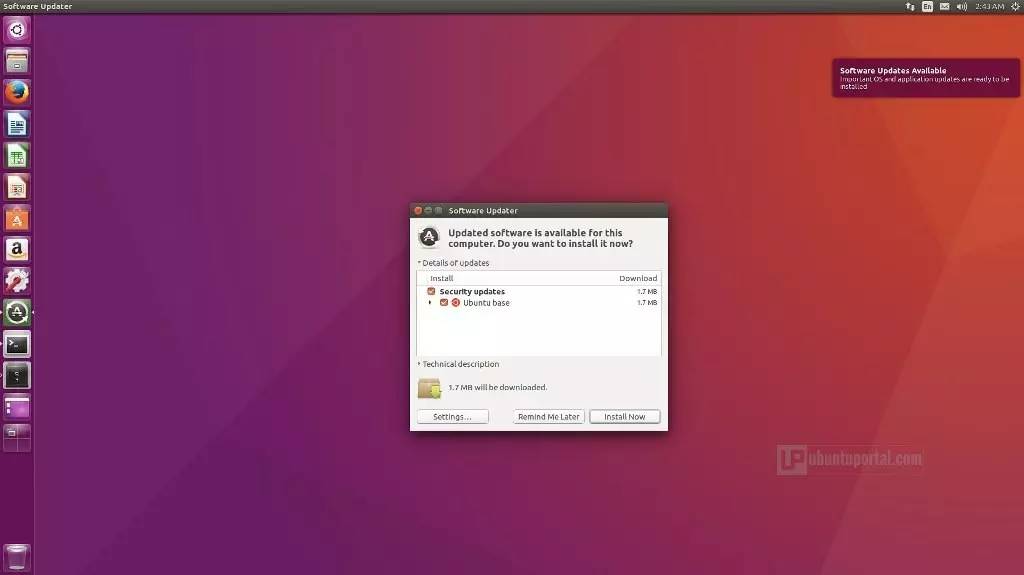 Software Updater
En
2:43 AM
Software Updates Available
Important OS and application updates are ready to be
installed
Software Updater
Updated software is available for this
computer. Do you want to install it now?
Details of updates
Install Download
Security updates 1.7 MB
Ubuntu base 1.7 MB
Technical description
1.7 MB will be downloaded.
Settings... Remind Me Later Install Now
UP ubuntuportal.com